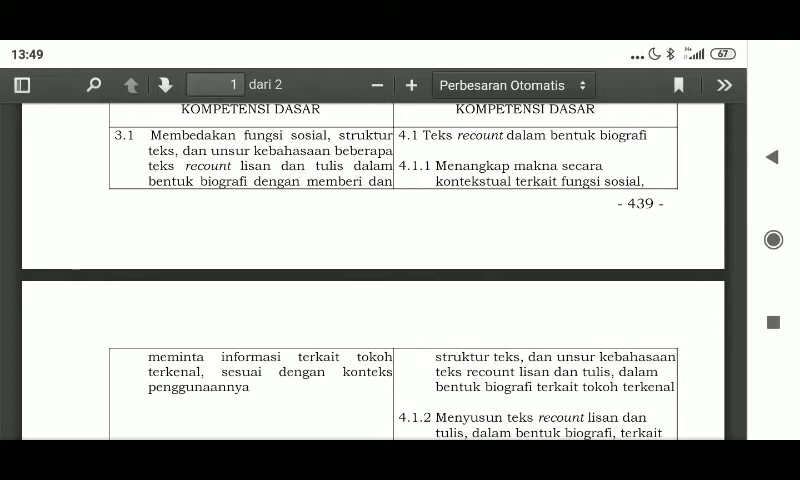 13:49
67
1 dari 2
Perbesaran Otomatis
KOMPETENSI DASAR
KOMPETENSI DASAR
3.1 Membedakan fungsi sosial, struktur
teks, dan unsur kebahasaan beberapa
teks recount lisan dan tulis dalam
bentuk biografi dengan memberi dan
4.1 Teks recount dalam bentuk biografi
4.1.1 Menangkap makna secara
kontekstual terkait fungsi sosial,
- 439 -
meminta informasi terkait tokoh
terkenal, sesuai dengan konteks
penggunaannya
struktur teks, dan unsur kebahasaan
teks recount lisan dan tulis, dalam
bentuk biografi terkait tokoh terkenal
4.1.2 Menyusun teks recount lisan dan
tulis, dalam bentuk biografi, terkait